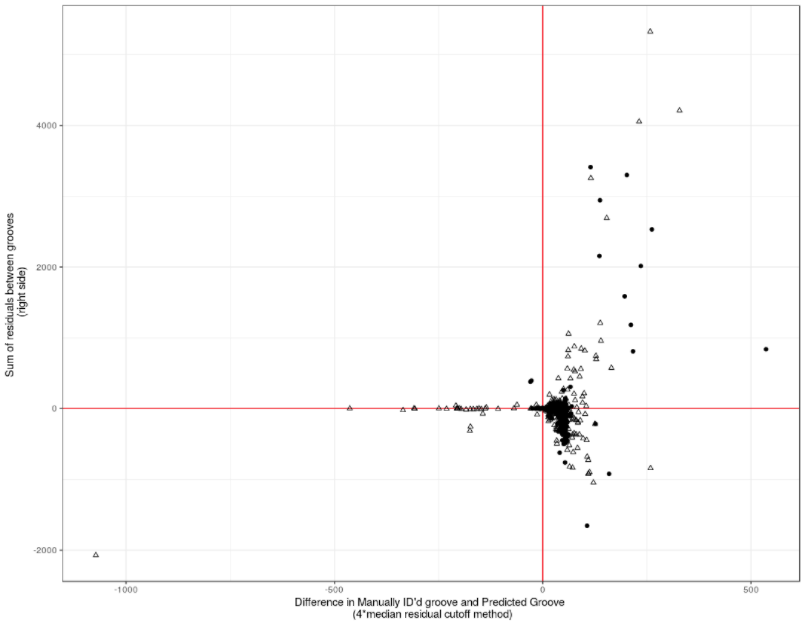 4000
2000
0
-2000
Sum of residuals between grooves
(right side)
-1000
-500
0
500
Difference in Manually ID'd groove and Predicted Groove
(4*median residual cutoff method)